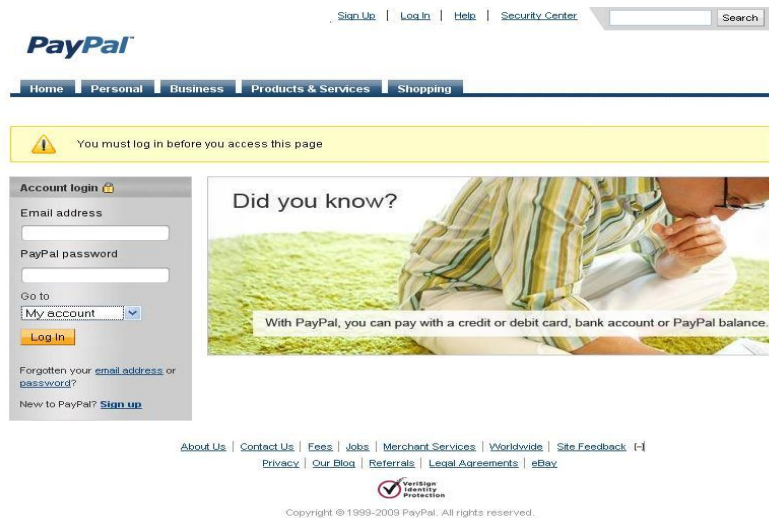 Sign Up | Log In | Help | Security Center Search
PayPal
Home Personal Business Products & Services Shopping
You must log in before you access this page
Account login
Email address
PayPal password
Go to
My account
Log In
Forgotten your email address or
password?
New to PayPal? Sign up
Did you know?
With PayPal, you can pay with a credit or debit card, bank account or PayPal balance.
About Us | Contact Us | Fees | Jobs | Merchant Services | Worldwide | Site Feedback [-]
Privacy | Our Blog | Referrals | Legal Agreements | eBay
VeriSign
Identity
Protection
Copyright © 1999-2009 PayPal. All rights reserved.